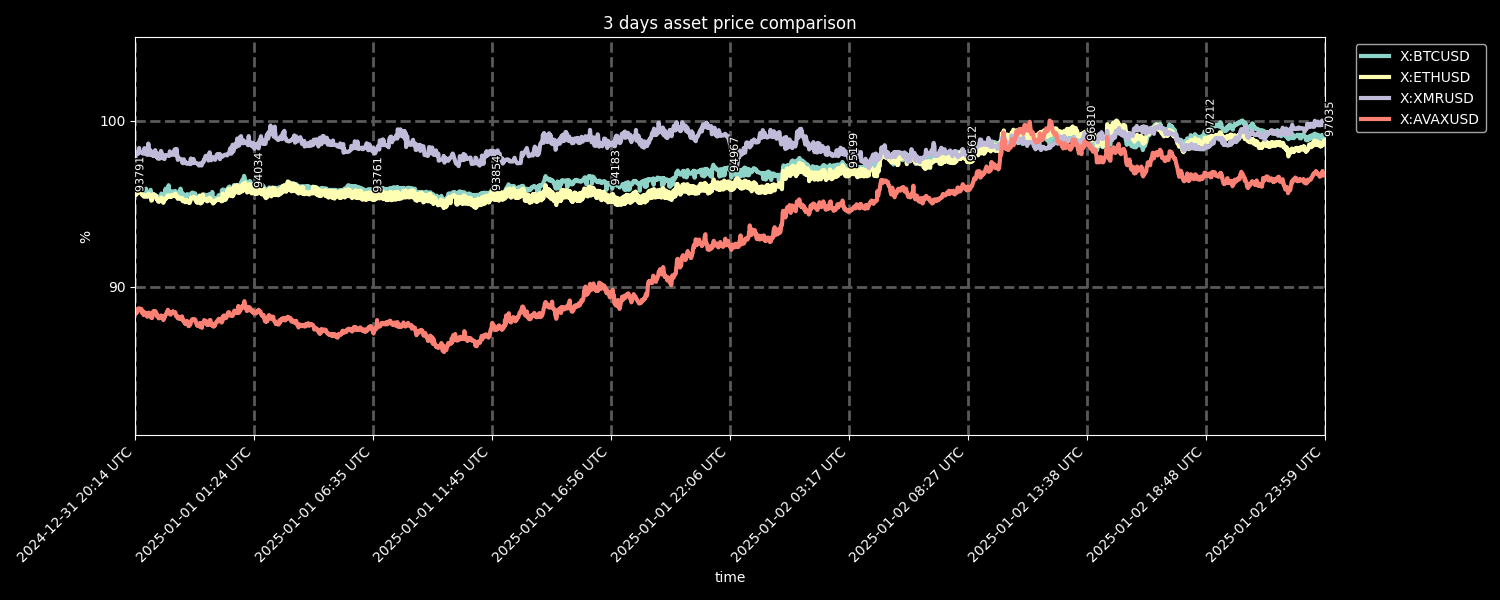 3 days asset price comparison
X:BTCUSD
X:ETHUSD
X:XMRUSD
X:AVAXUSD
%
100
90
93791
94034
93761
93854
94183
94967
95199
95612
96810
97212
97035
2024-12-31 20:14 UTC
2025-01-01 01:24 UTC
2025-01-01 06:35 UTC
2025-01-01 11:45 UTC
2025-01-01 16:56 UTC
2025-01-01 22:06 UTC
2025-01-02 03:17 UTC
2025-01-02 08:27 UTC
2025-01-02 13:38 UTC
2025-01-02 18:48 UTC
2025-01-02 23:59 UTC
time